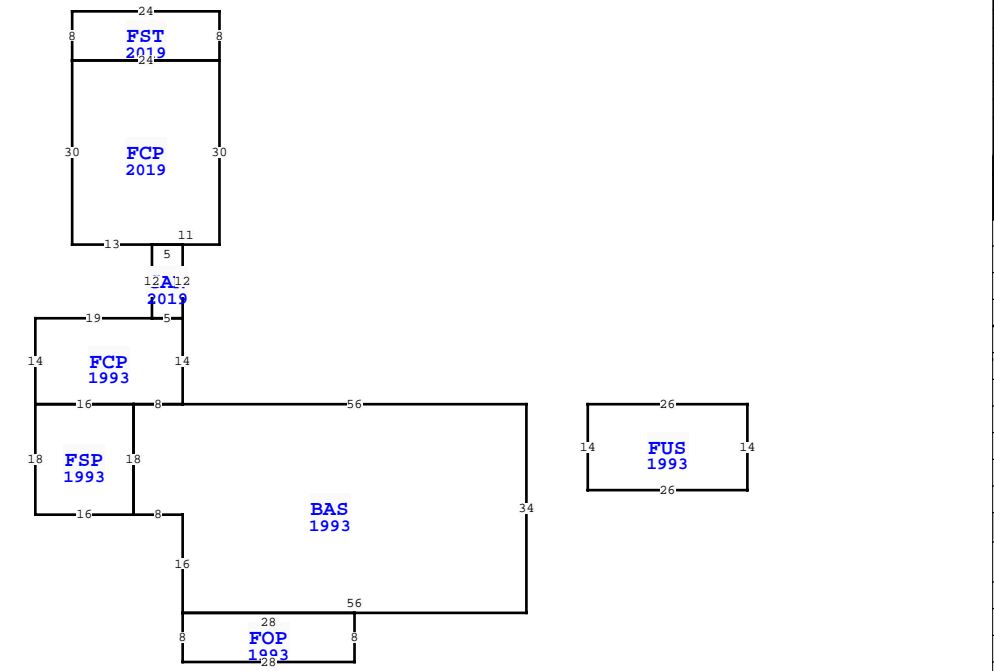 24
8 FST 8
2019
24
30 FCP 30
2019
13 11
5
12 12
2019
19 5
14 FCP 14
1993
16 8 56 26
18 FSP 18
1993
14 FUS 14
1993
26
16 8
BAS
1993
34
16
56
28
8 FOP 8
1993
28